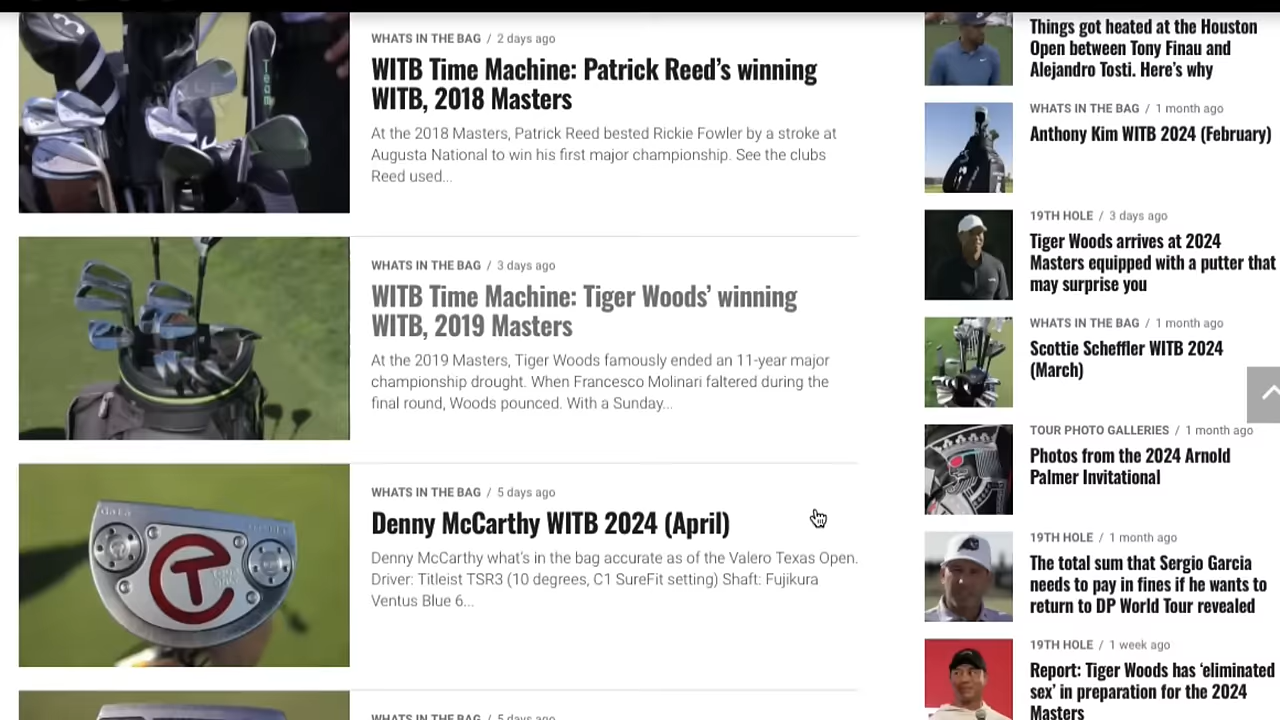 WHATS IN THE BAG / 2 days ago
WITB Time Machine: Patrick Reed's winning
WITB, 2018 Masters
At the 2018 Masters, Patrick Reed bested Rickie Fowler by a stroke at
Augusta National to win his first major championship. See the clubs
Reed used...
WHATS IN THE BAG / 3 days ago
WITB Time Machine: Tiger Woods' winning
WITB, 2019 Masters
At the 2019 Masters, Tiger Woods famously ended an 11-year major
championship drought. When Francesco Molinari faltered during the
final round, Woods pounced. With a Sunday...
WHATS IN THE BAG / 5 days ago
Denny McCarthy WITB 2024 (April)
Denny McCarthy what's in the bag accurate as of the Valero Texas Open.
Driver: Titleist TSR3 (10 degrees, C1 SureFit setting) Shaft: Fujikura
Ventus Blue 6...
WHATS IN THE BAG / 5 days ago
Things got heated at the Houston
Open between Tony Finau and
Alejandro Tosti. Here's why
WHATS IN THE BAG / 1 month ago
Anthony Kim WITB 2024 (February)
19TH HOLE / 3 days ago
Tiger Woods arrives at 2024
Masters equipped with a putter that
may surprise you
WHATS IN THE BAG / 1 month ago
Scottie Scheffler WITB 2024
(March)
TOUR PHOTO GALLERIES / 1 month ago
Photos from the 2024 Arnold
Palmer Invitational
19TH HOLE / 1 month ago
The total sum that Sergio Garcia
needs to pay in fines if he wants to
return to DP World Tour revealed
19TH HOLE / 1 week ago
Report: Tiger Woods has 'eliminated
sex' in preparation for the 2024
Masters
3
Team